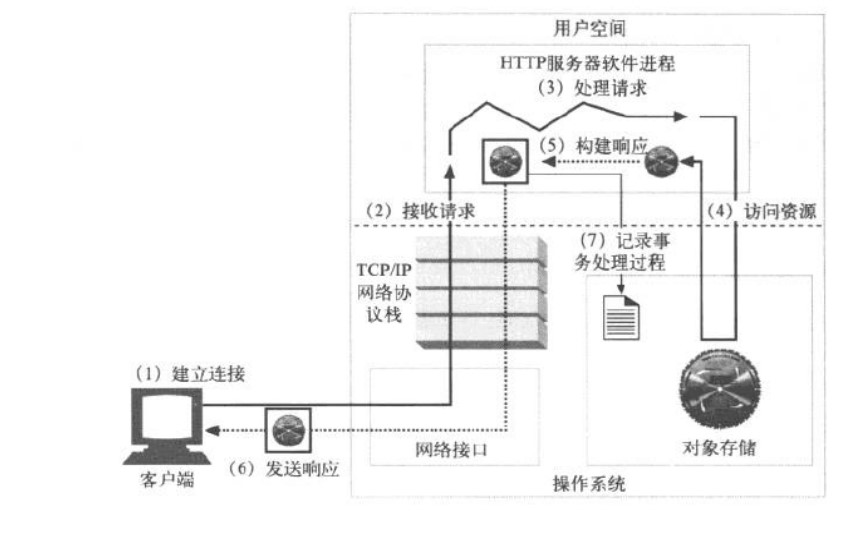 用户空间
HTTP服务器软件进程
（3）处理请求
（5）构建响应
（2）接收请求
（4）访问资源
（7）记录事
务处理过程
TCP/IP
网络协
议栈
（1）建立连接
网络接口
对象存储
（6）发送响应
客户端
操作系统